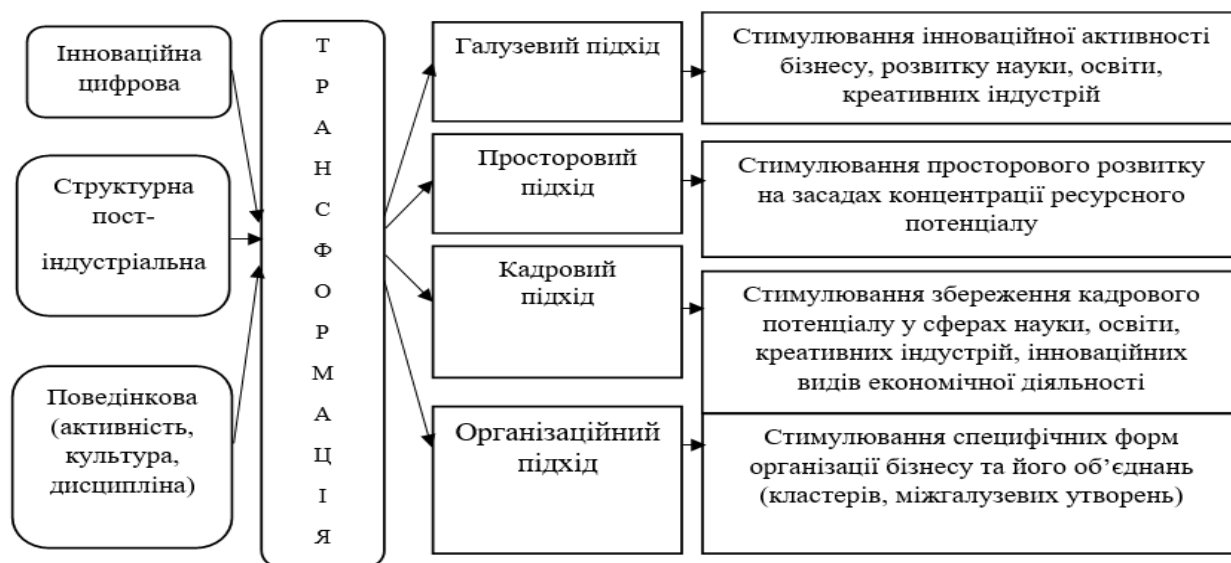 Інноваційна
цифрова
Структурна
пост-
індустріальна
Поведінкова
(активність,
культура,
дисципліна)
Т
Р
А
Н
С
Ф
О
Р
М
А
Ц
І
Я
Галузевий підхід
Стимулювання інноваційної активності
бізнесу, розвитку науки, освіти,
креативних індустрій
Просторовий
підхід
Стимулювання просторового розвитку
на засадах концентрації ресурсного
потенціалу
Кадровий
підхід
Стимулювання збереження кадрового
потенціалу у сферах науки, освіти,
креативних індустрій, інноваційних
видів економічної діяльності
Організаційний
підхід
Стимулювання специфічних форм
організації бізнесу та його об’єднань
(кластерів, міжгалузевих утворень)